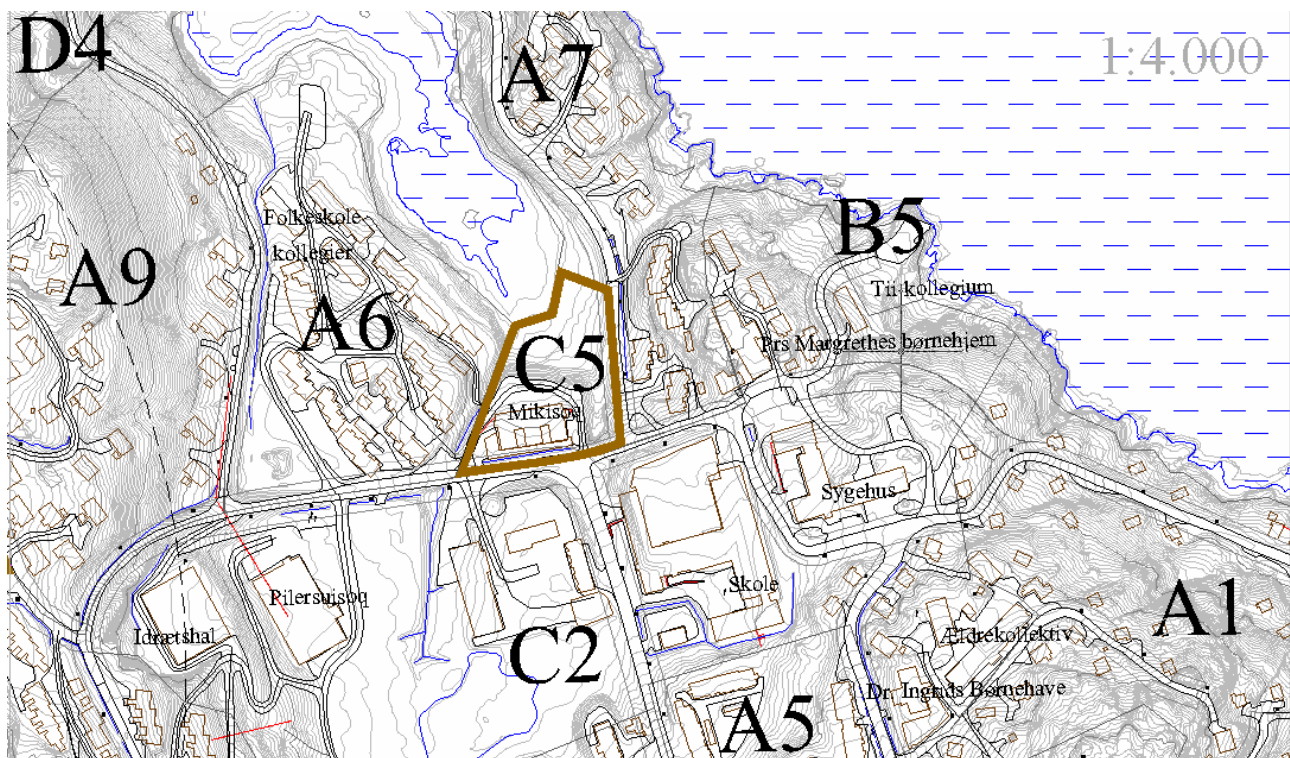 D4
A7
1:4.000
Folkeskole-
kollegier
B5
A9
Tii kollegium
A6
Prs Margrethes børnehjem
C5
Mikisoq
Sygehus
Skole
Pilersuisoq
Idrætshal
A1
Ældrekollektiv
C2
Dr. Ingrids Børnehave
A5